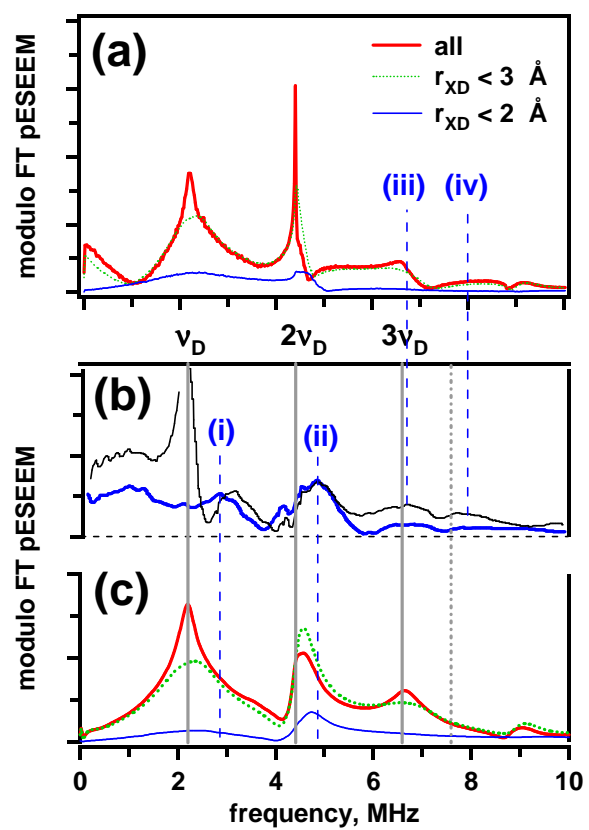 (a)
all
r_XD < 3 Å
r_XD < 2 Å
(iii)
(iv)
modulo FT pESEEM
ν_D
2ν_D
3ν_D
(b)
(i)
(ii)
(c)
modulo FT pESEEM
0
2
4
6
8
10
frequency, MHz